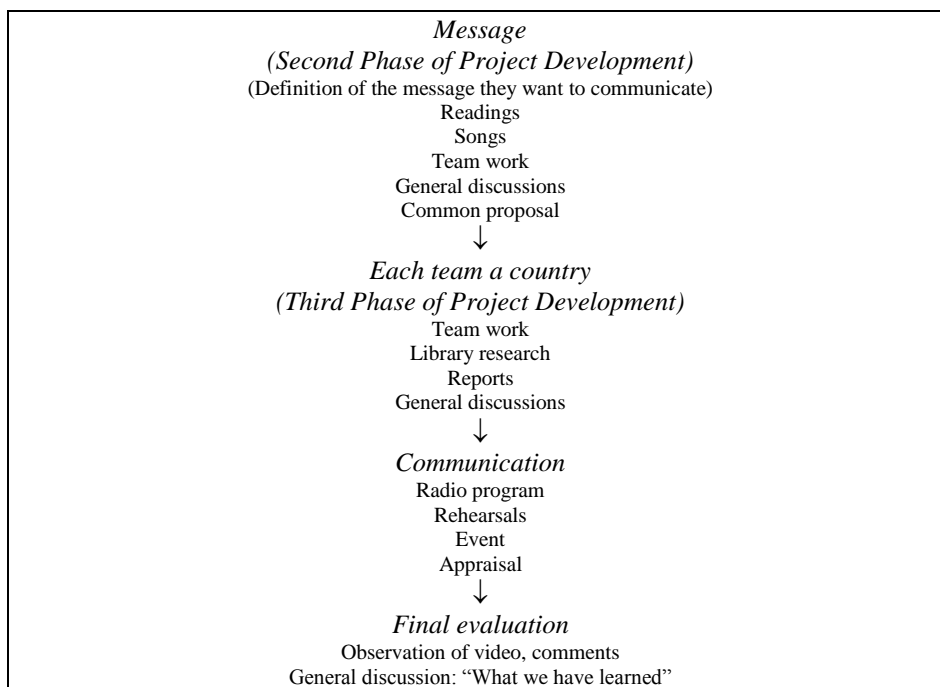 Message
(Second Phase of Project Development)
(Definition of the message they want to communicate)
Readings
Songs
Team work
General discussions
Common proposal
↓
Each team a country
(Third Phase of Project Development)
Team work
Library research
Reports
General discussions
↓
Communication
Radio program
Rehearsals
Event
Appraisal
↓
Final evaluation
Observation of video, comments
General discussion: “What we have learned”